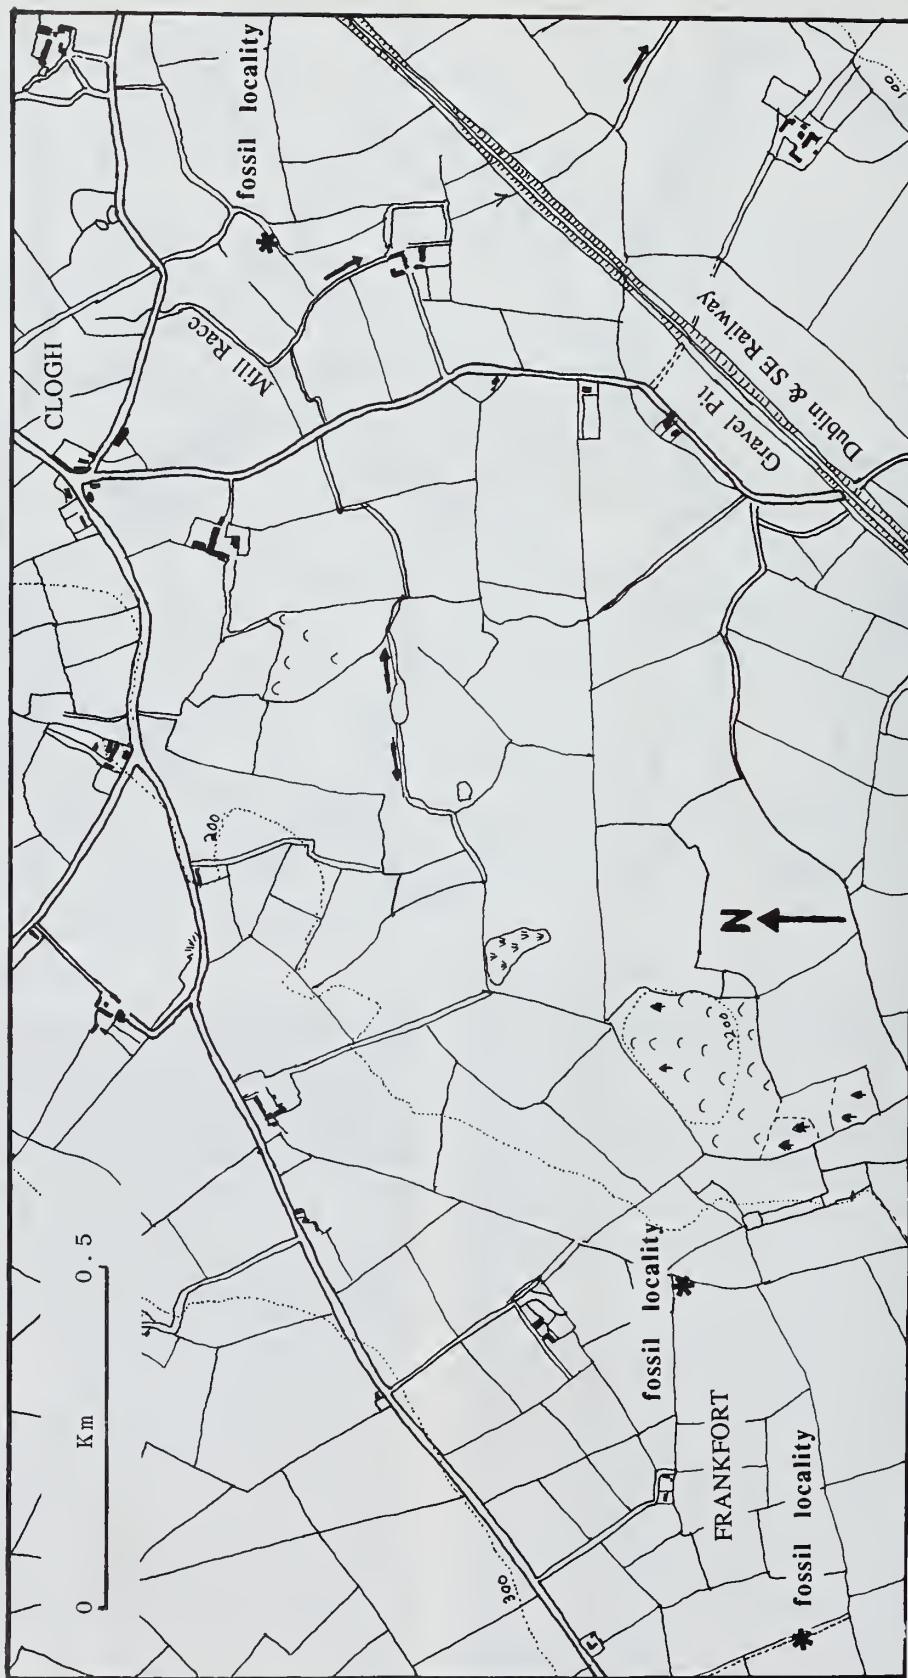 0 Km 0.5
CLOGH
200
300
Mill Race
fossil locality
fossil locality
FRANKFORT
fossil locality
200
N
Gravel Pit
Dublin & SE Railway
100